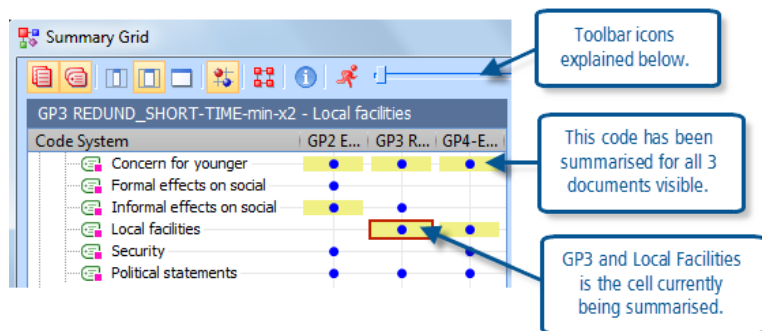 Summary Grid
Toolbar icons
explained below.
GP3 REDUND_SHORT-TIME-min-x2 - Local facilities
Code System GP2 E... GP3 R... GP4-E...
Concern for younger
This code has been
summarised for all 3
documents visible.
Formal effects on social
Informal effects on social
Local facilities
Security
Political statements
GP3 and Local Facilities
is the cell currently
being summarised.